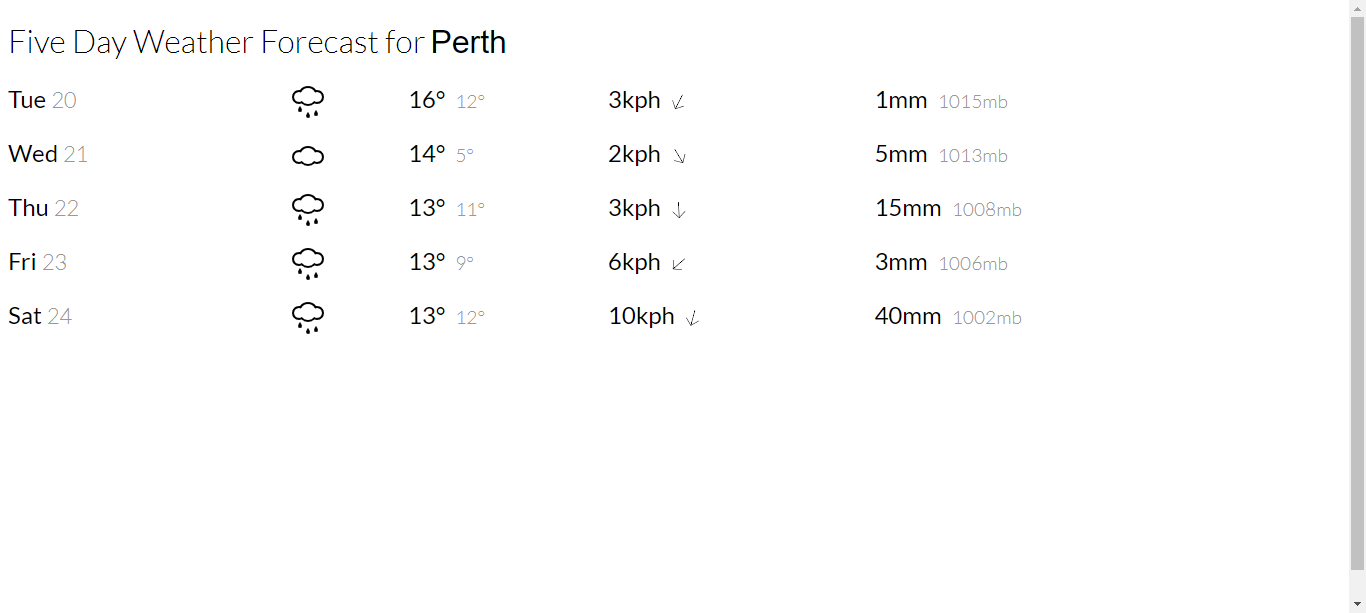 Five Day Weather Forecast for Perth
Tue 20 16° 12° 3kph 1mm 1015mb
Wed 21 14° 5° 2kph 5mm 1013mb
Thu 22 13° 11° 3kph 15mm 1008mb
Fri 23 13° 9° 6kph 3mm 1006mb
Sat 24 13° 12° 10kph 40mm 1002mb